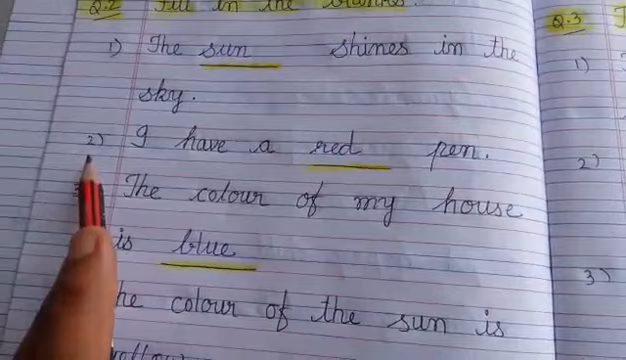 Q.2 Fill in the blanks.
1) The sun shines in the
sky.
2) I have a red pen.
The colour of my house
is blue
the colour of the sun is
yellow
Q.3
1)
2)
3)